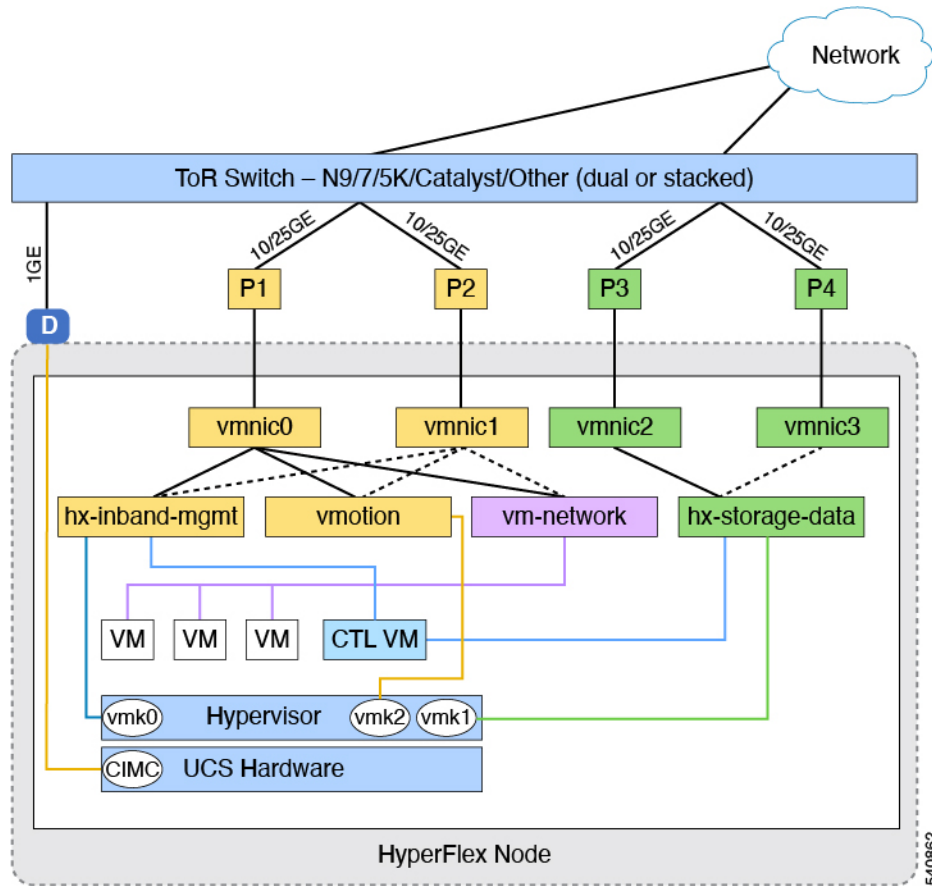 Network
ToR Switch – N9/7/5K/Catalyst/Other (dual or stacked)
1GE
10/25GE
10/25GE
10/25GE
10/25GE
P1
P2
P3
P4
D
vmnic0
vmnic1
vmnic2
vmnic3
hx-inband-mgmt
vmotion
vm-network
hx-storage-data
VM
VM
VM
CTL VM
vmk0
Hypervisor
vmk2
vmk1
CIMC
UCS Hardware
HyperFlex Node
540862